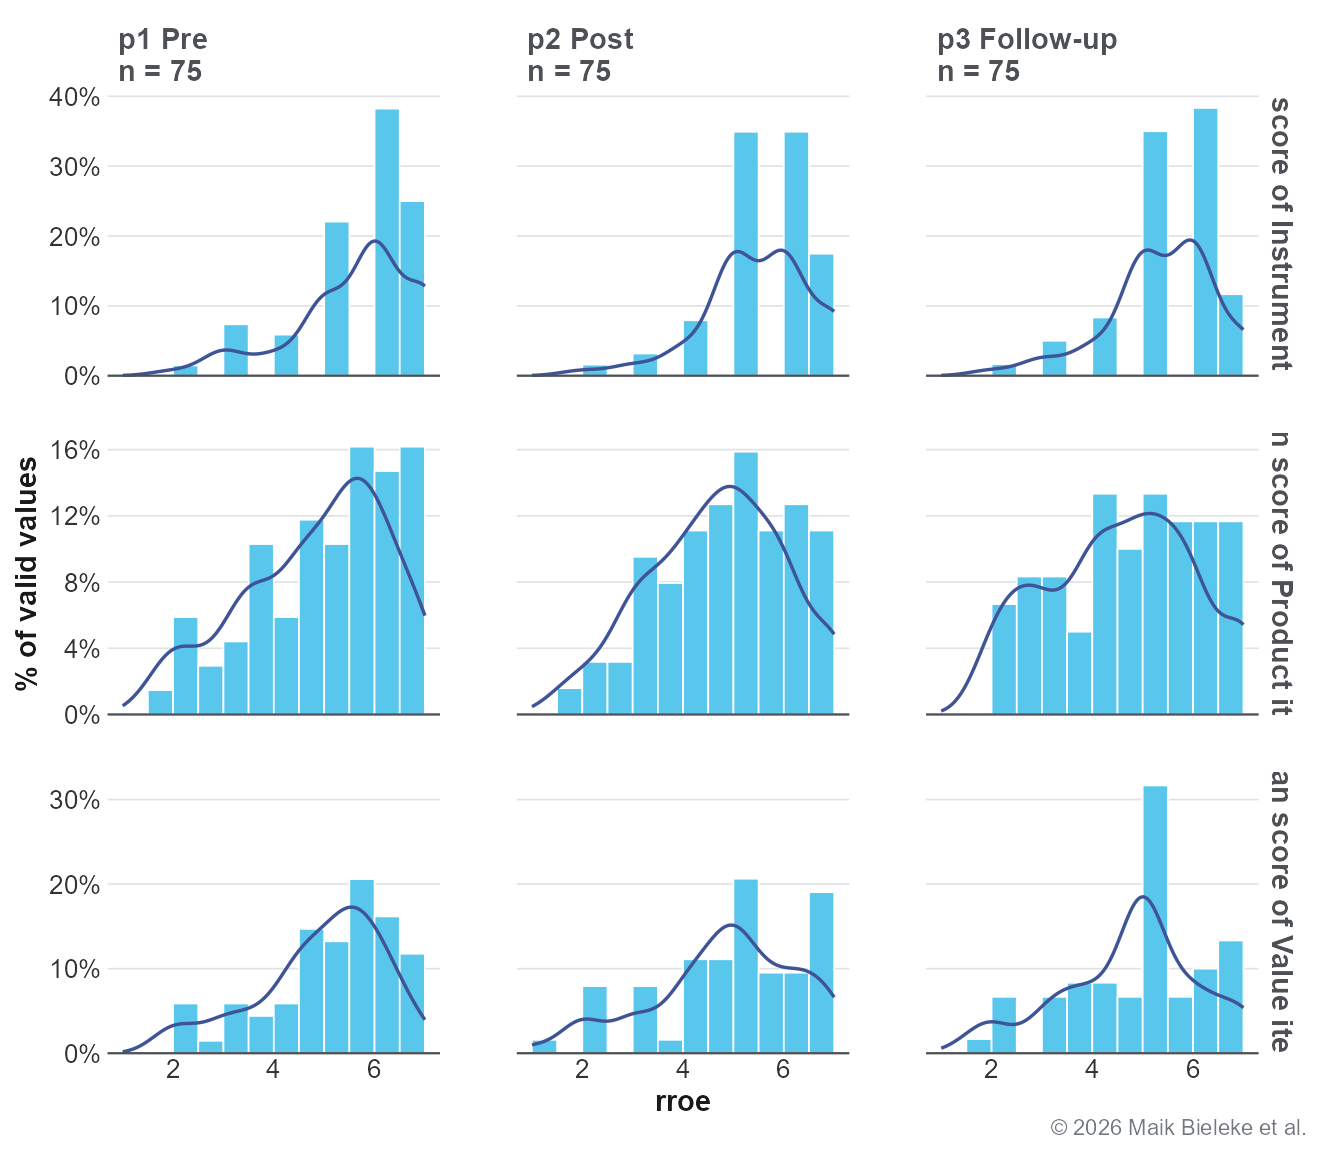 p1 Pre
n = 75
p2 Post
n = 75
p3 Follow-up
n = 75
40%
30%
20%
10%
0%
score of Instrument
16%
12%
8%
4%
0%
n score of Product it
30%
20%
10%
0%
an score of Value ite
% of valid values
2 4 6
2 4 6
2 4 6
rroe
© 2026 Maik Bieleke et al.